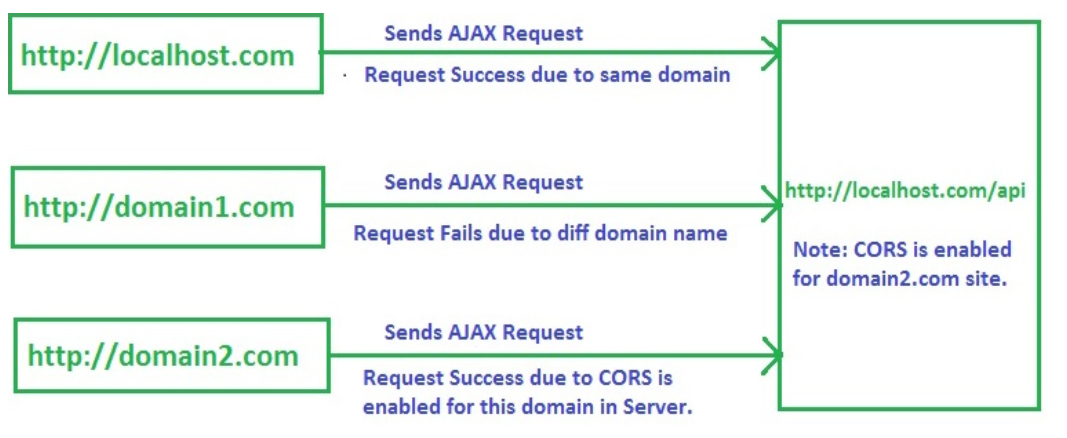 http://localhost.com
Sends AJAX Request
Request Success due to same domain
http://domain1.com
Sends AJAX Request
Request Fails due to diff domain name
http://domain2.com
Sends AJAX Request
Request Success due to CORS is
enabled for this domain in Server.
http://localhost.com/api
Note: CORS is enabled
for domain2.com site.